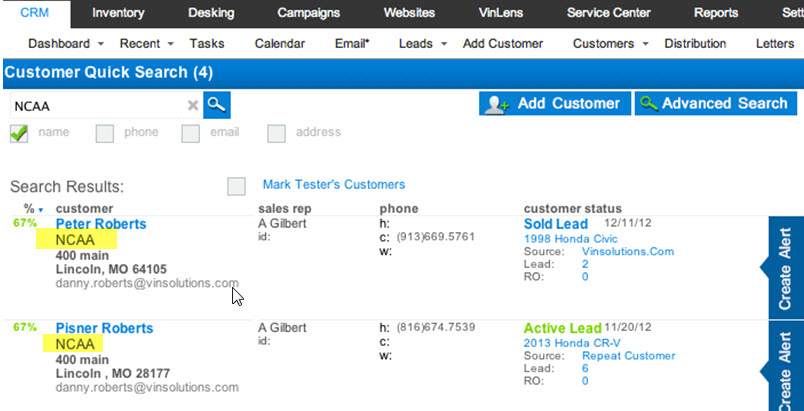 CRM Inventory Desking Campaigns Websites VinLens Service Center Reports Sett
Dashboard Recent Tasks Calendar Email* Leads Add Customer Customers Distribution Letters
Customer Quick Search (4)
NCAA Add Customer Advanced Search
name phone email address
Search Results: Mark Tester's Customers
% customer sales rep phone customer status
67% Peter Roberts A Gilbert h: Sold Lead 12/11/12
NCAA id: c: (913)669.5761 1998 Honda Civic
400 main w: Source: Vinsolutions.Com
Lincoln, MO 64105 Lead: 2
danny.roberts@vinsolutions.com RO: 0
Create Alert
67% Pisner Roberts A Gilbert h: (816)674.7539 Active Lead 11/20/12
NCAA id: c: 2013 Honda CR-V
400 main w: Source: Repeat Customer
Lincoln , MO 28177 Lead: 6
danny.roberts@vinsolutions.com RO: 0
Create Alert